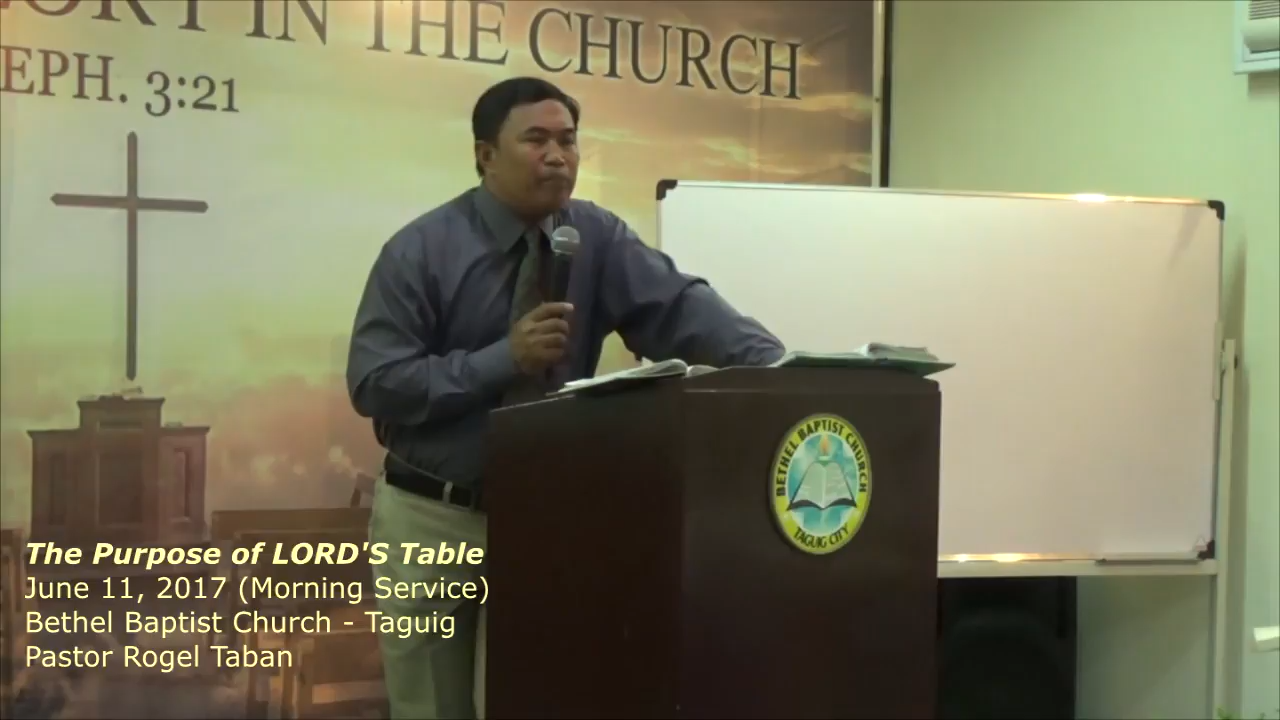 IN THE CHURCH
EPH. 3:21
BETHEL BAPTIST CHURCH
TAGUIG CITY
The Purpose of LORD'S Table
June 11, 2017 (Morning Service)
Bethel Baptist Church - Taguig
Pastor Rogel Taban